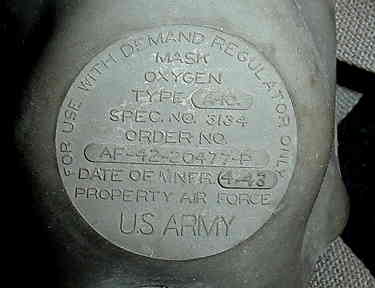 FOR USE WITH DEMAND REGULATOR ONLY
MASK
OXYGEN
TYPE A-10
SPEC. NO. 3134
ORDER NO.
AF-42-20477-P
DATE OF MNFR. 4-43
PROPERTY AIR FORCE
U.S ARMY